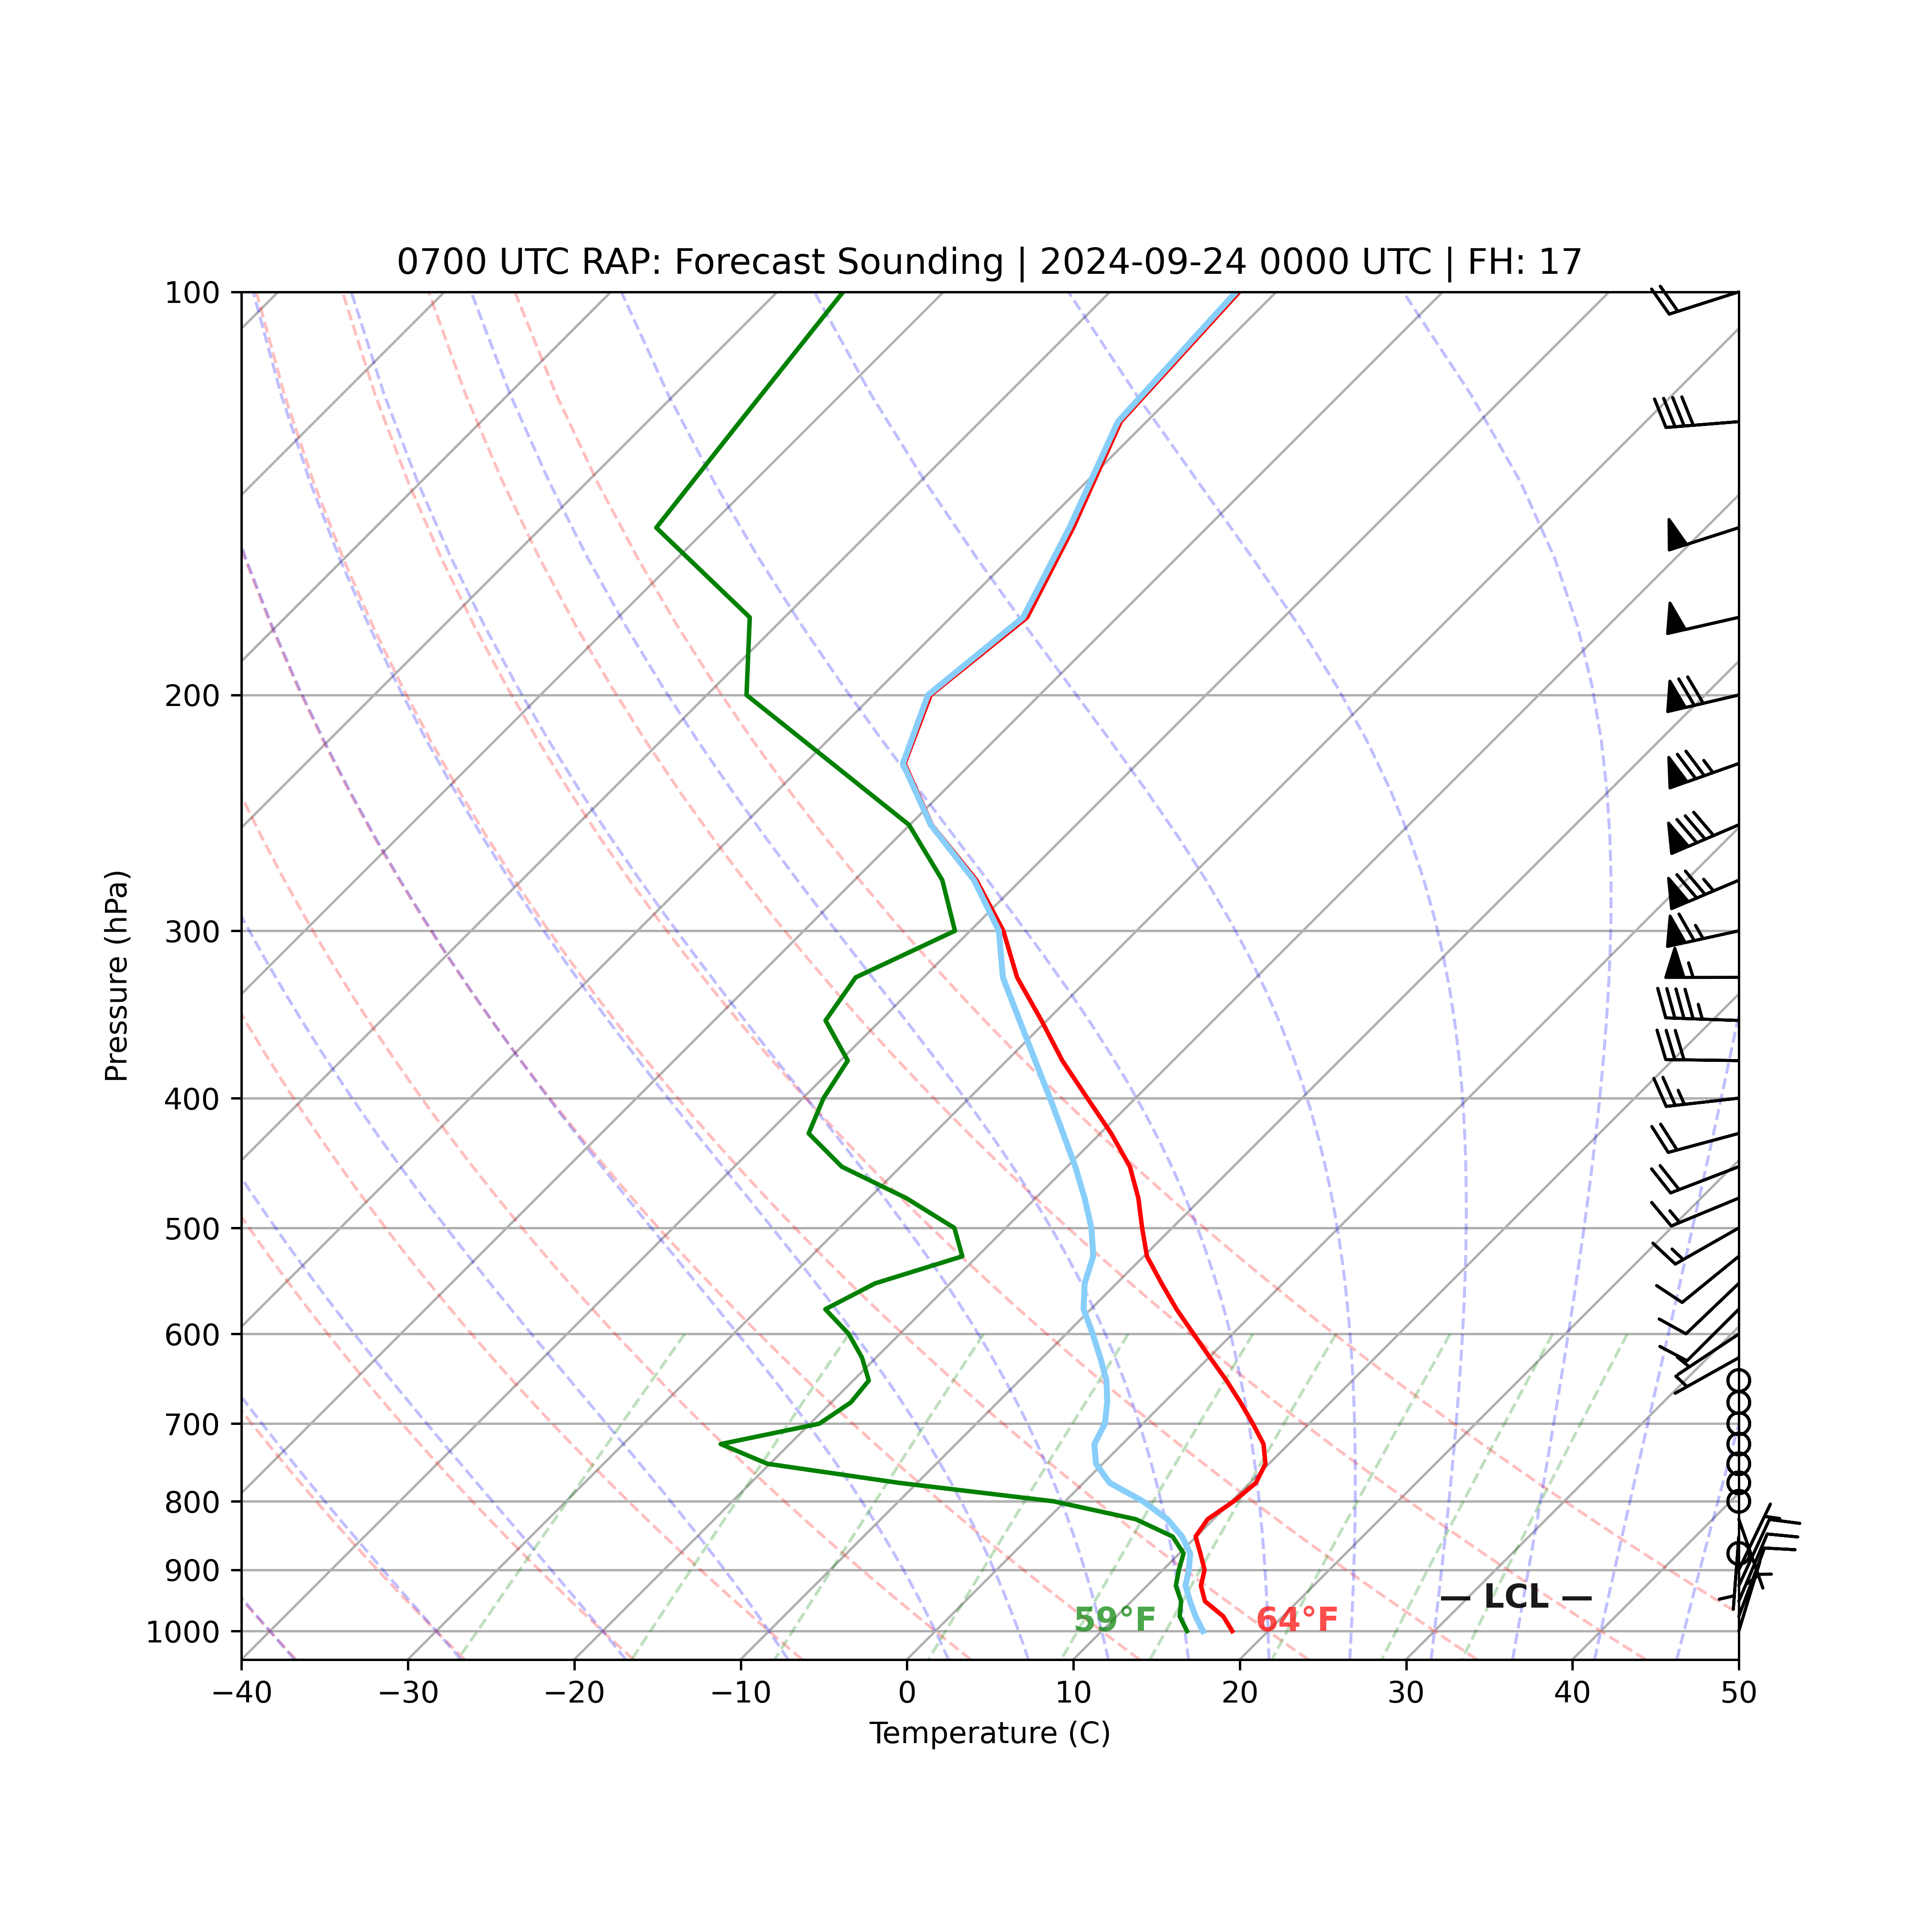 0700 UTC RAP: Forecast Sounding | 2024-09-24 0000 UTC | FH: 17
100
200
300
400
500
600
700
800
900
1000
Pressure (hPa)
— LCL —
59°F 64°F
−40 −30 −20 −10 0 10 20 30 40 50
Temperature (C)